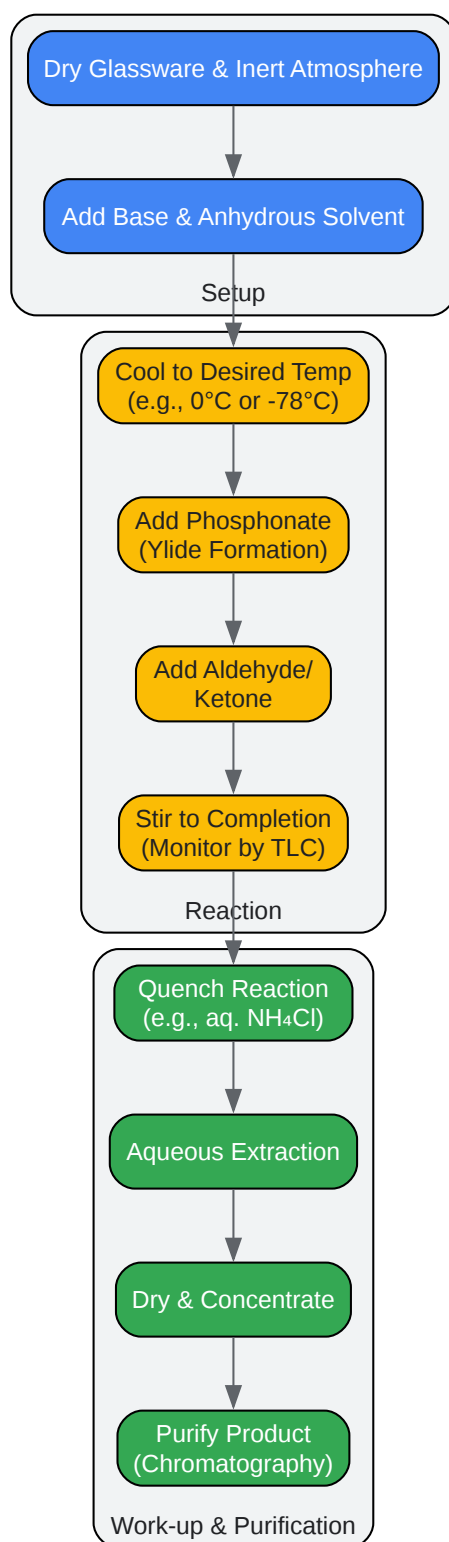 Dry Glassware & Inert Atmosphere
Add Base & Anhydrous Solvent
Setup
Cool to Desired Temp
(e.g., 0°C or -78°C)
Add Phosphonate
(Ylide Formation)
Add Aldehyde/
Ketone
Stir to Completion
(Monitor by TLC)
Reaction
Quench Reaction
(e.g., aq. NH₄Cl)
Aqueous Extraction
Dry & Concentrate
Purify Product
(Chromatography)
Work-up & Purification